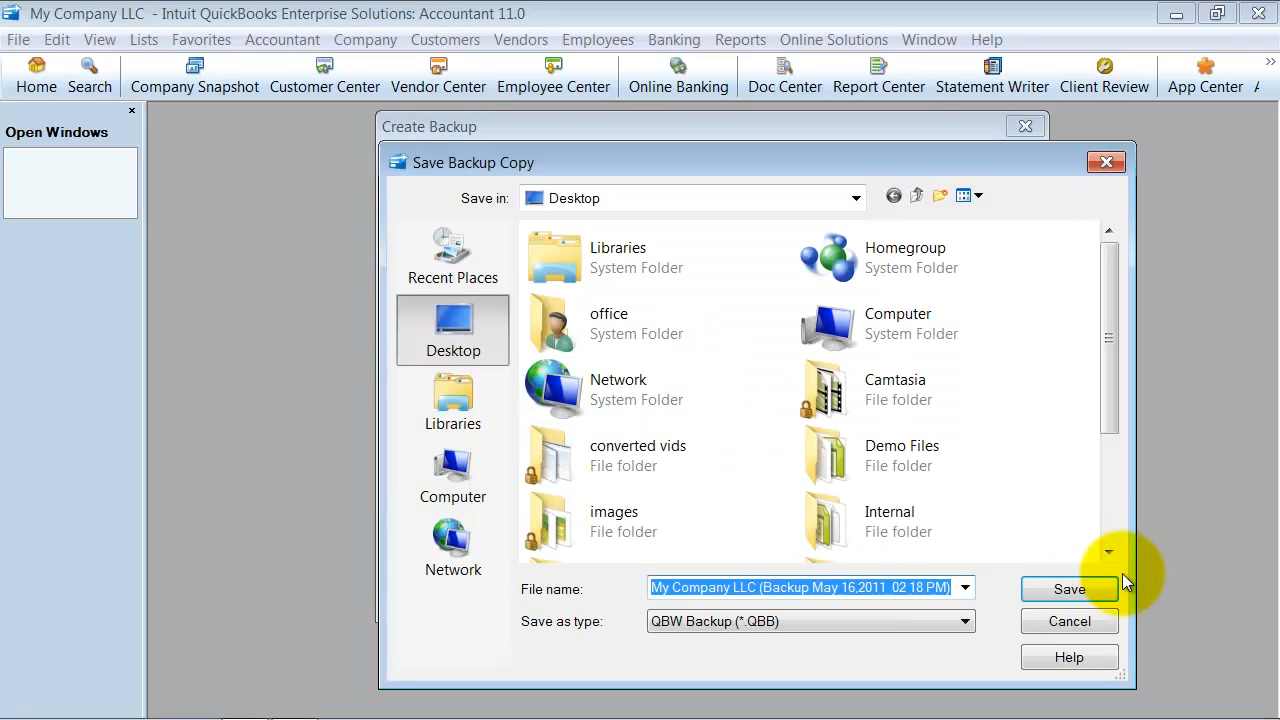 My Company LLC - Intuit QuickBooks Enterprise Solutions: Accountant 11.0
File Edit View Lists Favorites Accountant Company Customers Vendors Employees Banking Reports Online Solutions Window Help
Home Search Company Snapshot Customer Center Vendor Center Employee Center Online Banking Doc Center Report Center Statement Writer Client Review App Center
Open Windows
Create Backup
Save Backup Copy
Save in: Desktop
Recent Places
Desktop
Libraries
Computer
Network
Libraries
System Folder
Homegroup
System Folder
office
System Folder
Computer
System Folder
Network
System Folder
Camtasia
File folder
converted vids
File folder
Demo Files
File folder
images
File folder
Internal
File folder
File name: My Company LLC (Backup May 16,2011 02 18 PM) Save
Save as type: QBW Backup (*.QBB) Cancel
Help